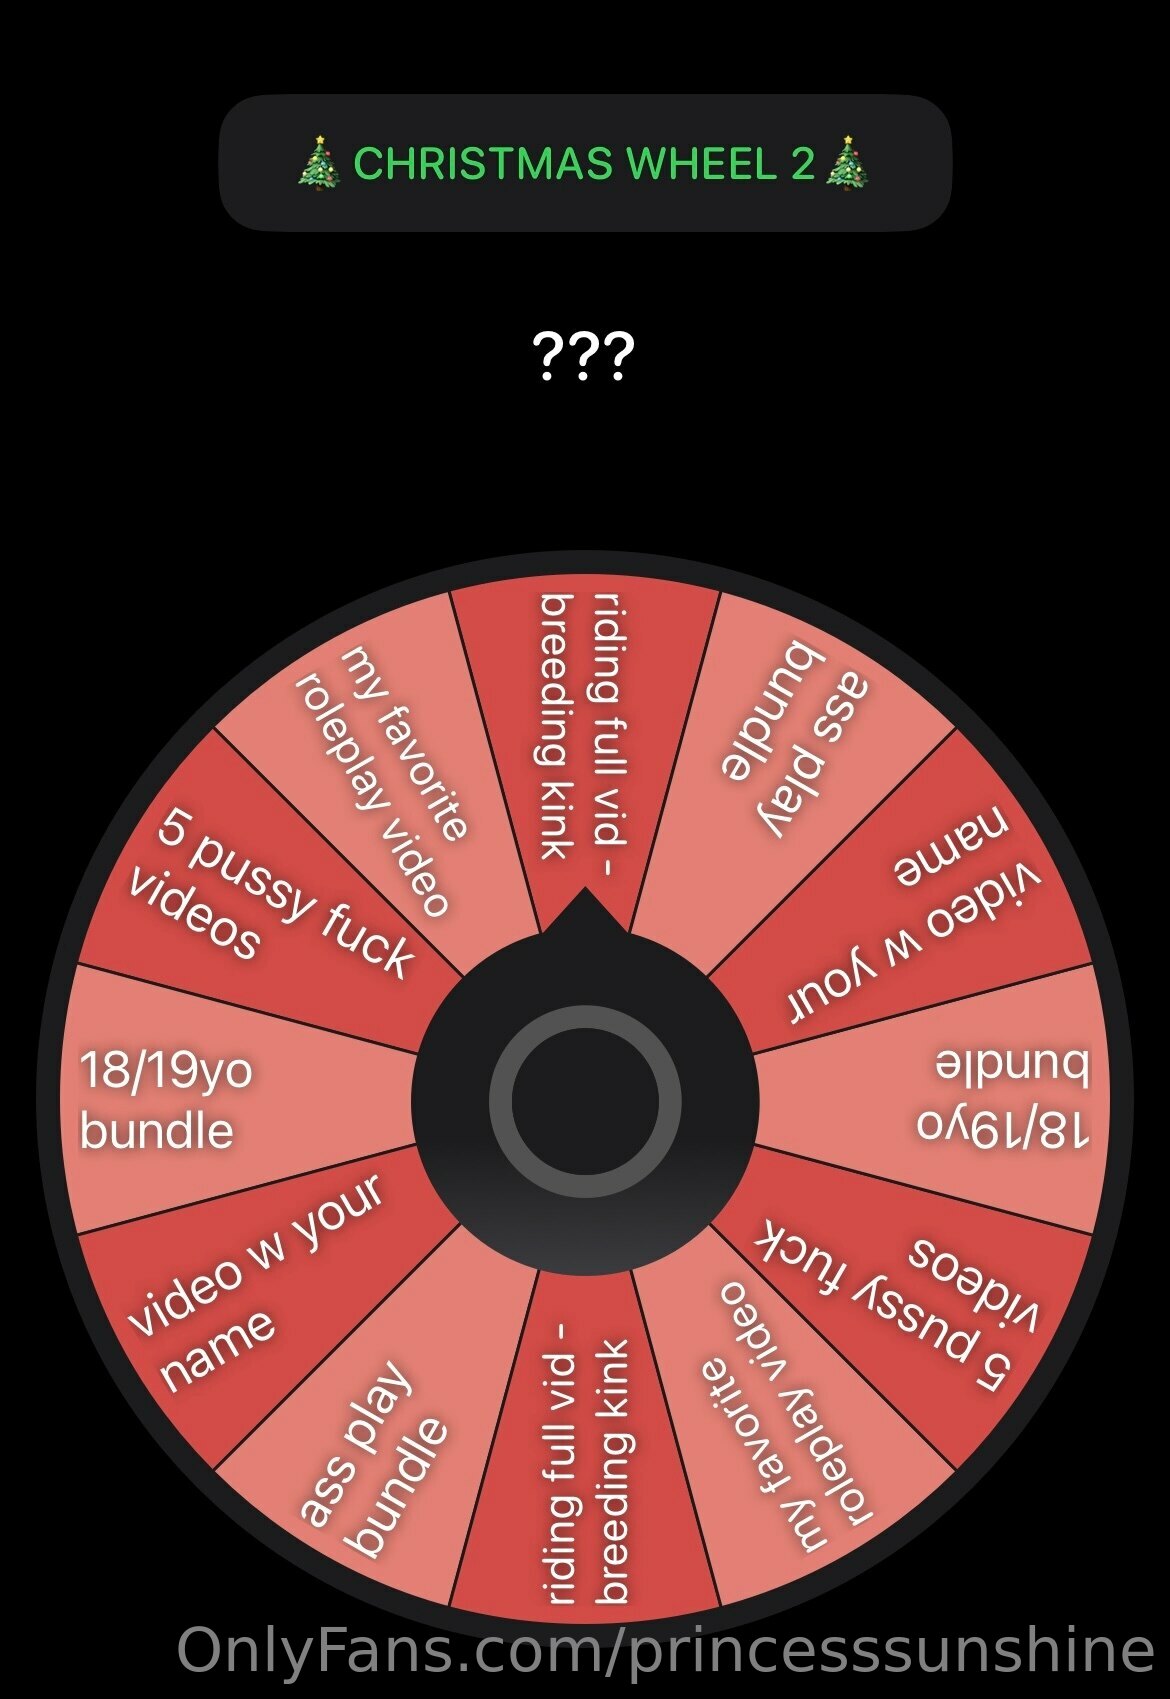 🎄CHRISTMAS WHEEL 2🎄
???
riding full vid -
breeding kink
ass play
bundle
video w your
name
18/19yo
bundle
5 pussy fuck
videos
my favorite
roleplay video
riding full vid -
breeding kink
ass play
bundle
video w your
name
18/19yo
bundle
5 pussy fuck
videos
my favorite
roleplay video
OnlyFans.com/princesssunshine